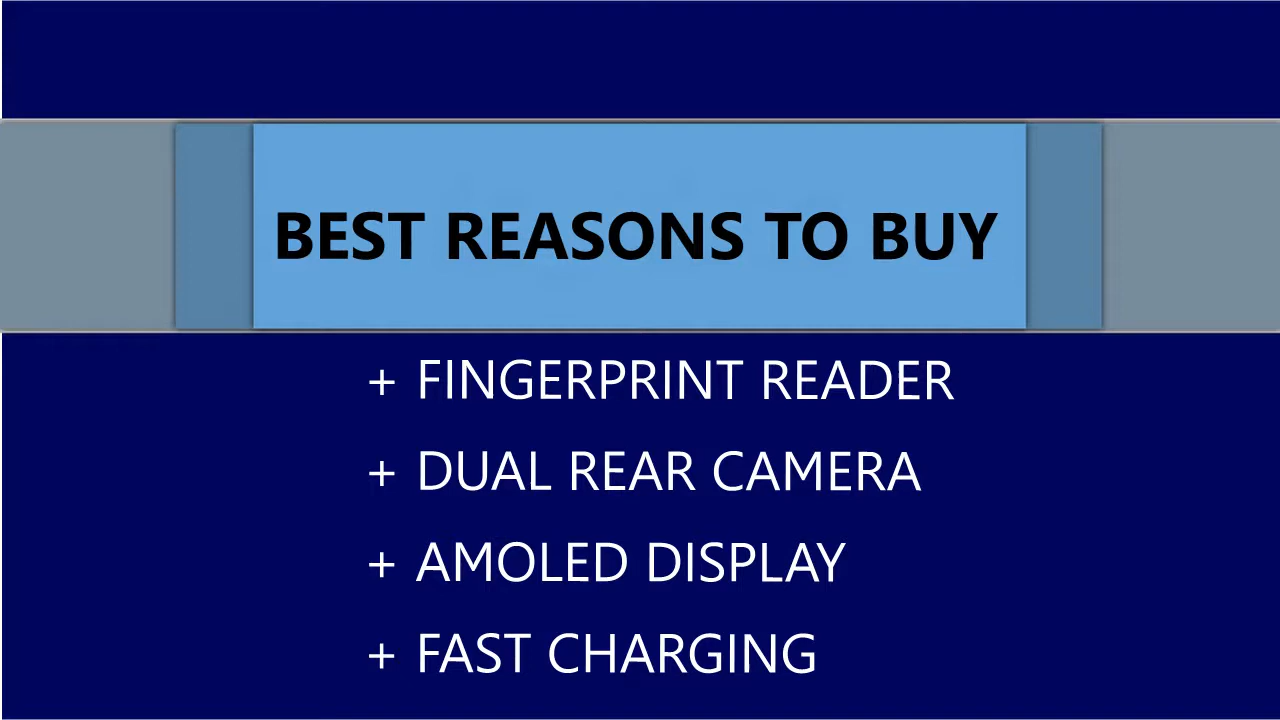 BEST REASONS TO BUY
+ FINGERPRINT READER
+ DUAL REAR CAMERA
+ AMOLED DISPLAY
+ FAST CHARGING